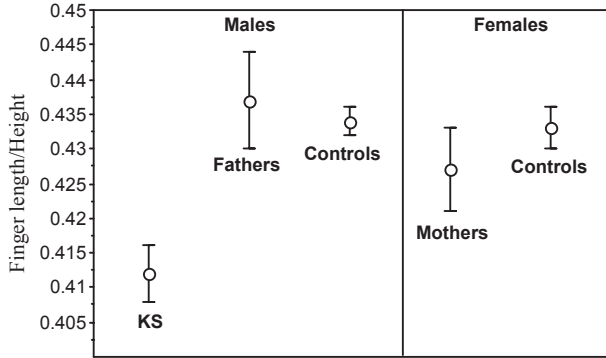 Finger length/Height
0.45
0.445
0.44
0.435
0.43
0.425
0.42
0.415
0.41
0.405
Males
Females
Fathers
Controls
KS
Mothers
Controls